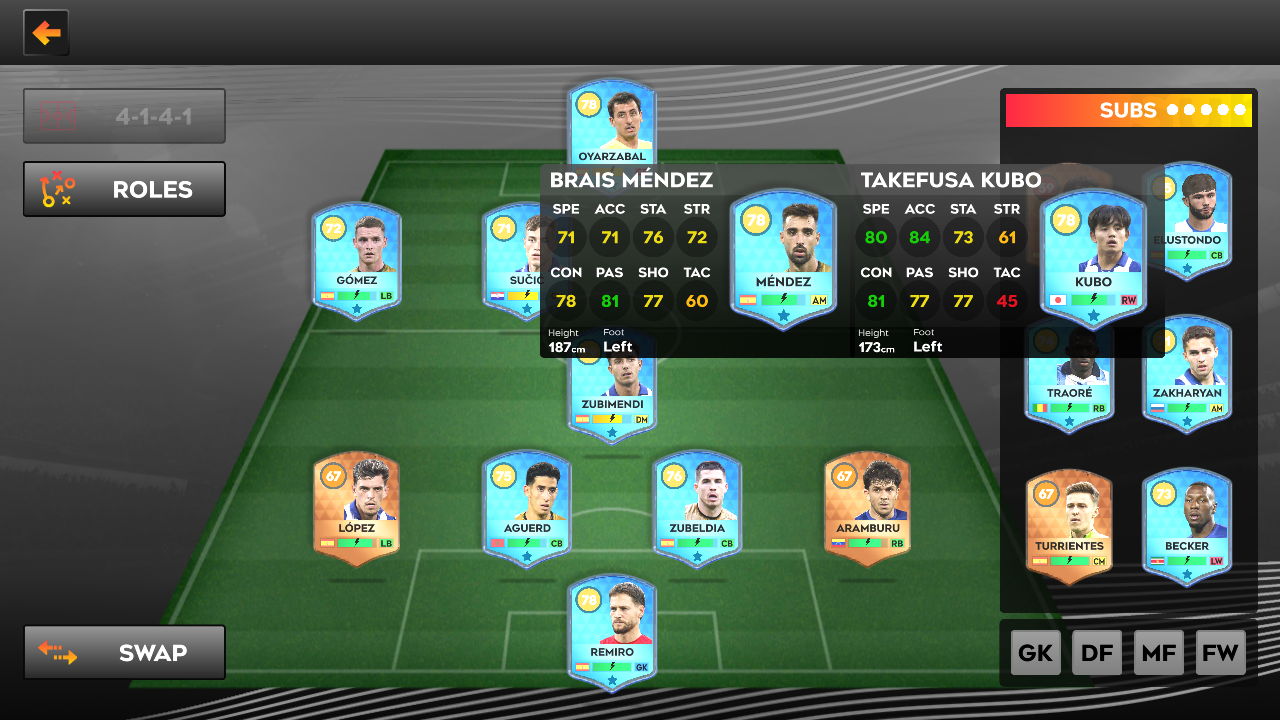 4-1-4-1
ROLES
SWAP
SUBS
78
OYARZABAL
72
GÓMEZ
LB
71
BRAIS MÉNDEZ
SPE ACC STA STR
71 71 76 72
CON PAS SHO TAC
78 81 77 60
Height Foot
187cm Left
78
MÉNDEZ
AM
TAKEFUSA KUBO
SPE ACC STA STR
80 84 73 61
CON PAS SHO TAC
81 77 77 45
Height Foot
173cm Left
78
KUBO
RW
ELUSTONDO
CB
ZUBIMENDI
DM
TRAORÉ
RB
ZAKHARYAN
AM
67
LÓPEZ
LB
75
AGUERD
CB
76
ZUBELDIA
CB
67
ARAMBURU
RB
67
TURRIENTES
CM
73
BECKER
LW
78
REMIRO
GK
GK DF MF FW